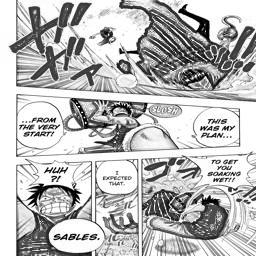 THIS
WAS MY
PLAN...
...FROM
THE VERY
START!
TO GET
YOU
SOAKING
WET!!
I
EXPECTED
THAT.
HUH
?!
SABLES.